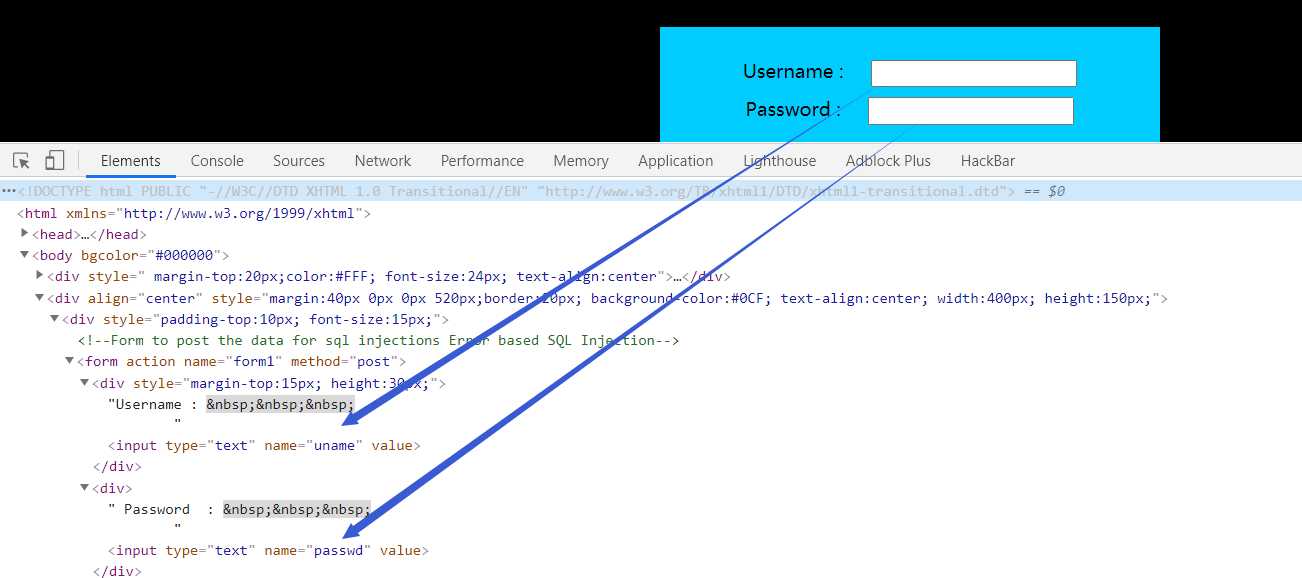 Username :
Password :
Elements Console Sources Network Performance Memory Application Lighthouse Adblock Plus HackBar
···<!DOCTYPE html PUBLIC "-//W3C//DTD XHTML 1.0 Transitional//EN" "http://www.w3.org/TR/xhtml1/DTD/xhtml1-transitional.dtd"> == $0
<html xmlns="http://www.w3.org/1999/xhtml">
<head>…</head>
<body bgcolor="#000000">
<div style=" margin-top:20px;color:#FFF; font-size:24px; text-align:center">…</div>
<div align="center" style="margin:40px 0px 0px 520px;border:20px; background-color:#0CF; text-align:center; width:400px; height:150px;">
<div style="padding-top:10px; font-size:15px;">
<!--Form to post the data for sql injections Error based SQL Injection-->
<form action name="form1" method="post">
<div style="margin-top:15px; height:30px;">
"Username : &nbsp;&nbsp;&nbsp;
"
<input type="text" name="uname" value>
</div>
<div>
" Password  : &nbsp;&nbsp;&nbsp;
"
<input type="text" name="passwd" value>
</div>